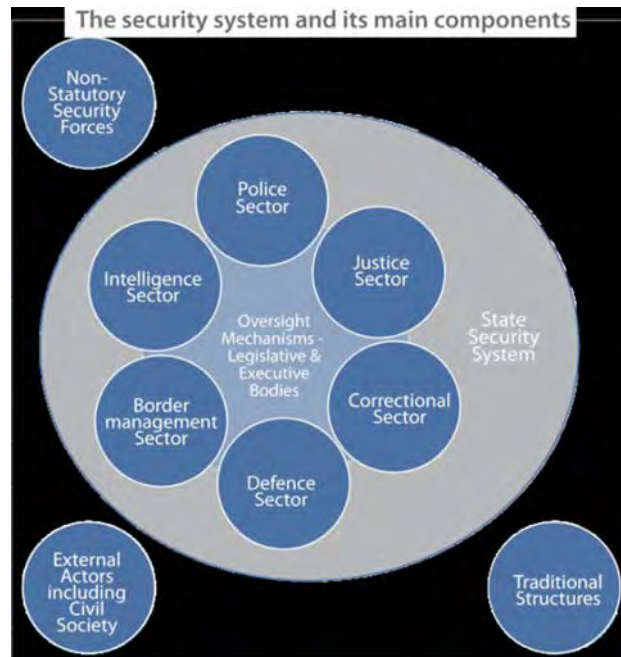 The security system and its main components
Non-
Statutory
Security
Forces
Police
Sector
Intelligence
Sector
Justice
Sector
Oversight
Mechanisms -
Legislative &
Executive
Bodies
State
Security
System
Border
management
Sector
Correctional
Sector
Defence
Sector
External
Actors
including
Civil
Society
Traditional
Structures